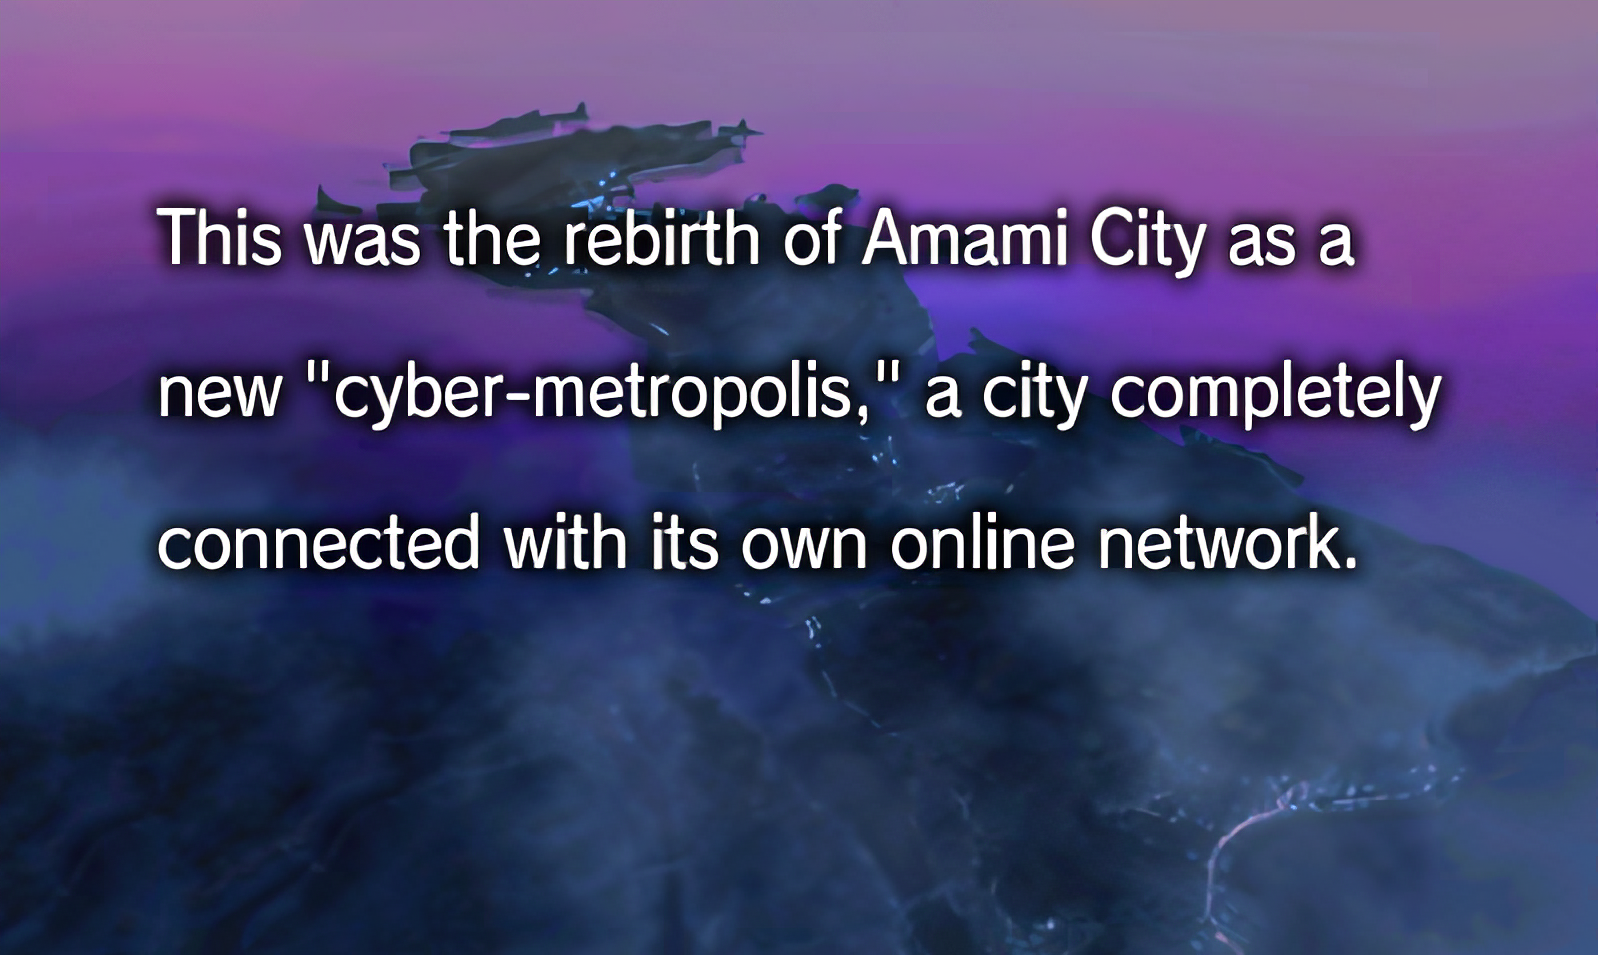 This was the rebirth of Amami City as a
new "cyber-metropolis," a city completely
connected with its own online network.